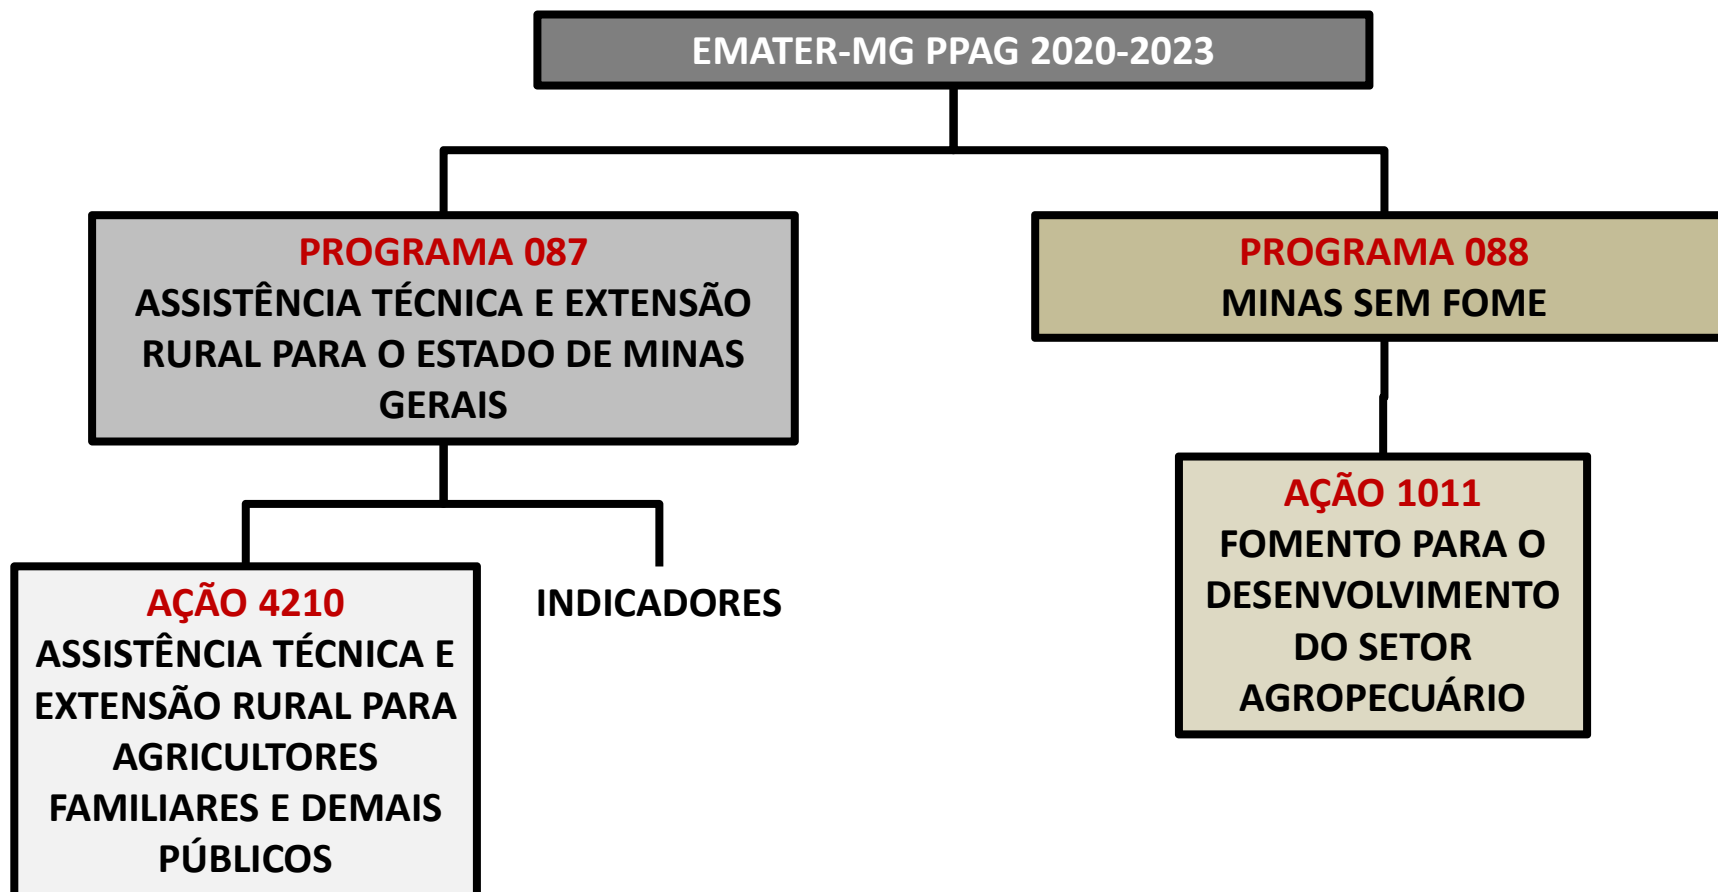 EMATER-MG PPAG 2020-2023
PROGRAMA 087
ASSISTÊNCIA TÉCNICA E EXTENSÃO
RURAL PARA O ESTADO DE MINAS
GERAIS
PROGRAMA 088
MINAS SEM FOME
AÇÃO 4210
ASSISTÊNCIA TÉCNICA E
EXTENSÃO RURAL PARA
AGRICULTORES
FAMILIARES E DEMAIS
PÚBLICOS
INDICADORES
AÇÃO 1011
FOMENTO PARA O
DESENVOLVIMENTO
DO SETOR
AGROPECUÁRIO